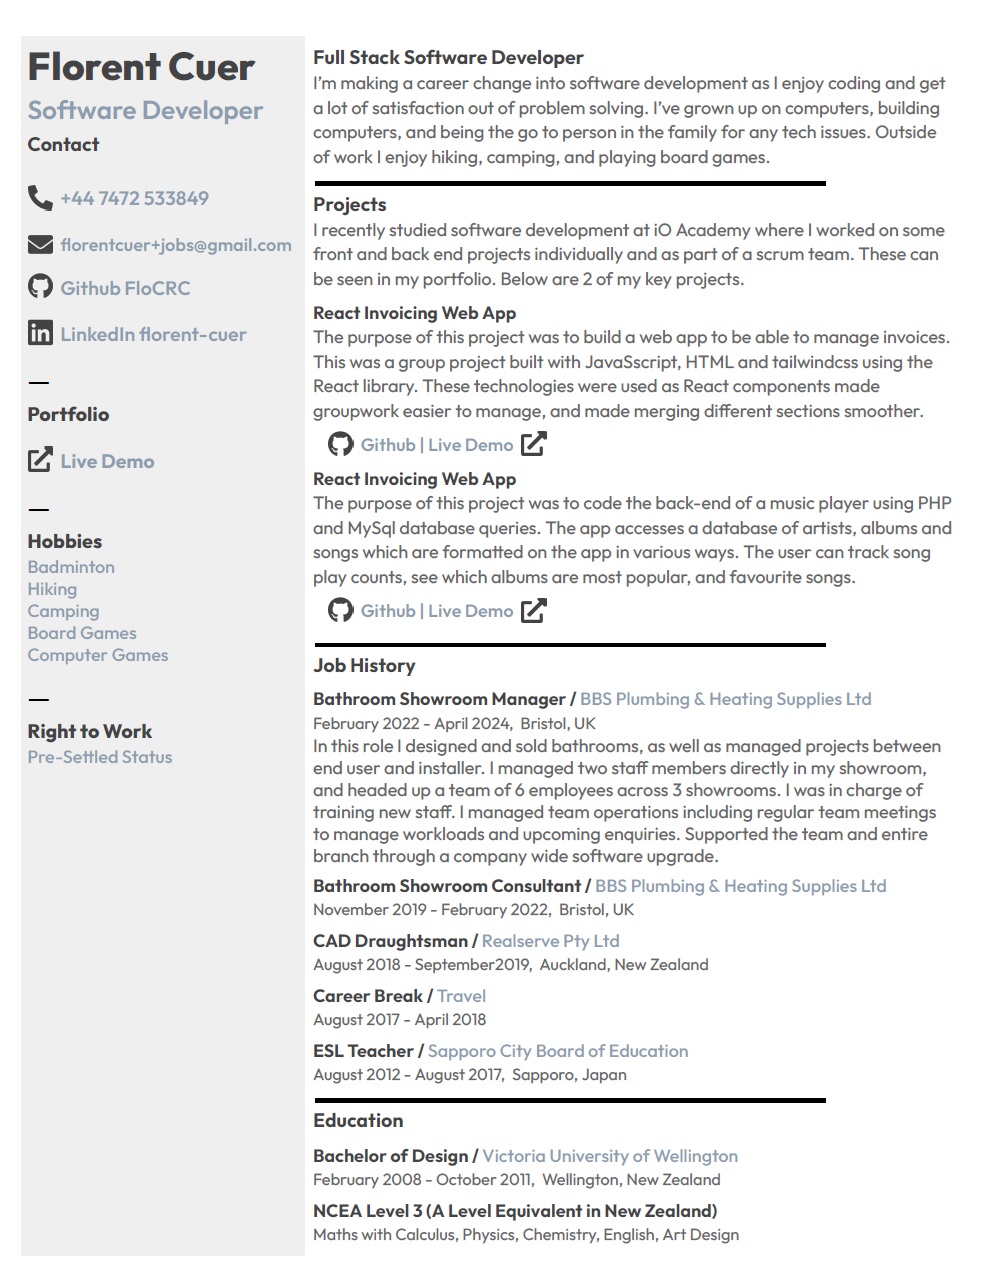 Florent Cuer
Software Developer
Contact
+44 7472 533849
florentcuer+jobs@gmail.com
Github FloCRC
LinkedIn florent-cuer
—
Portfolio
Live Demo
—
Hobbies
Badminton
Hiking
Camping
Board Games
Computer Games
—
Right to Work
Pre-Settled Status
Full Stack Software Developer
I’m making a career change into software development as I enjoy coding and get
a lot of satisfaction out of problem solving. I’ve grown up on computers, building
computers, and being the go to person in the family for any tech issues. Outside
of work I enjoy hiking, camping, and playing board games.
Projects
I recently studied software development at iO Academy where I worked on some
front and back end projects individually and as part of a scrum team. These can
be seen in my portfolio. Below are 2 of my key projects.
React Invoicing Web App
The purpose of this project was to build a web app to be able to manage invoices.
This was a group project built with JavaSscript, HTML and tailwindcss using the
React library. These technologies were used as React components made
groupwork easier to manage, and made merging different sections smoother.
Github | Live Demo
React Invoicing Web App
The purpose of this project was to code the back-end of a music player using PHP
and MySql database queries. The app accesses a database of artists, albums and
songs which are formatted on the app in various ways. The user can track song
play counts, see which albums are most popular, and favourite songs.
Github | Live Demo
Job History
Bathroom Showroom Manager / BBS Plumbing & Heating Supplies Ltd
February 2022 - April 2024, Bristol, UK
In this role I designed and sold bathrooms, as well as managed projects between
end user and installer. I managed two staff members directly in my showroom,
and headed up a team of 6 employees across 3 showrooms. I was in charge of
training new staff. I managed team operations including regular team meetings
to manage workloads and upcoming enquiries. Supported the team and entire
branch through a company wide software upgrade.
Bathroom Showroom Consultant / BBS Plumbing & Heating Supplies Ltd
November 2019 - February 2022, Bristol, UK
CAD Draughtsman / Realserve Pty Ltd
August 2018 - September2019, Auckland, New Zealand
Career Break / Travel
August 2017 - April 2018
ESL Teacher / Sapporo City Board of Education
August 2012 - August 2017, Sapporo, Japan
Education
Bachelor of Design / Victoria University of Wellington
February 2008 - October 2011, Wellington, New Zealand
NCEA Level 3 (A Level Equivalent in New Zealand)
Maths with Calculus, Physics, Chemistry, English, Art Design